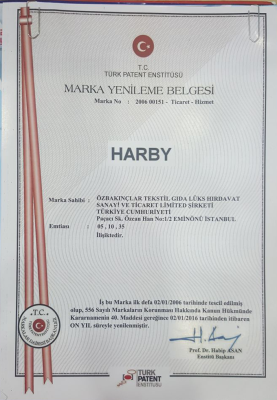 T.C.
TÜRK PATENT ENSTİTÜSÜ
MARKA YENİLEME BELGESİ
Marka No : 2006 00151 - Ticaret - Hizmet
HARBY
Marka Sahibi : ÖZBAKINÇLAR TEKSTİL GIDA LÜKS HIRDAVAT
SANAYİ VE TİCARET LİMİTED ŞİRKETİ
TÜRKİYE CUMHURİYETİ
Paçacı Sk. Özcan Han No:1/2 EMİNÖNÜ İSTANBUL
Emtiası : 05 , 10 , 35
İlişiktedir.
İş bu Marka ilk defa 02/01/2006 tarihinde tescil edilmiş
olup, 556 Sayılı Markaların Korunması Hakkında Kanun Hükmünde
Kararnamenin 40. Maddesi gereğince 02/01/2016 tarihinden itibaren
ON YIL süreyle yenilenmiştir.
Prof. Dr. Habip ASAN
Enstitü Başkanı
T.C.
TÜRK
PATENT
ENSTİTÜSÜ